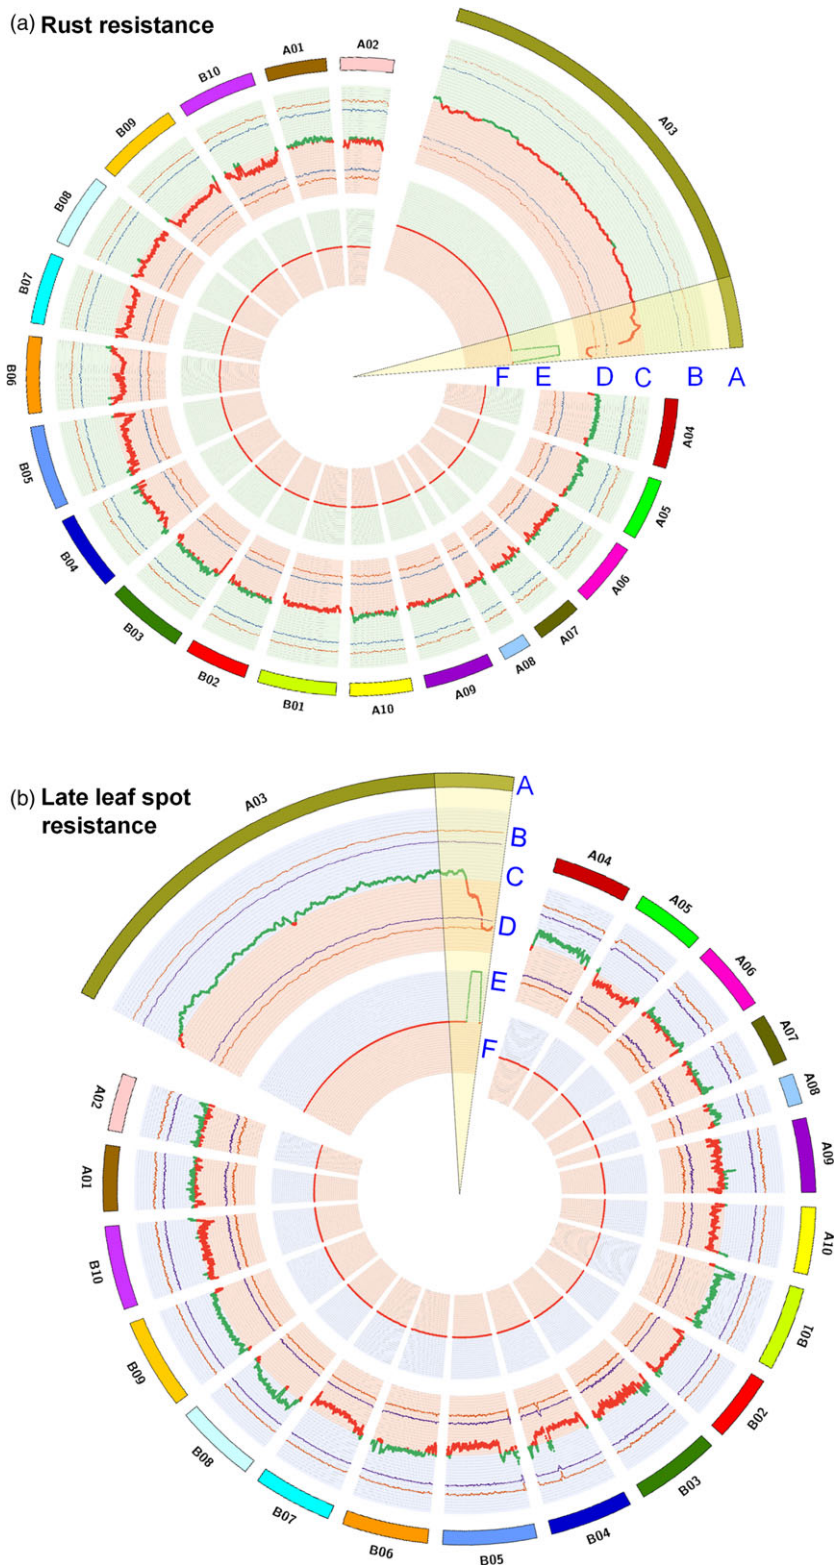 (a) Rust resistance
A01
A02
A03
B10
B09
B08
B07
B06
B05
B04
B03
B02
B01
A10
A09
A08
A07
A06
A05
A04
F E D C B A
(b) Late leaf spot
resistance
A03
A
B
C
D
E
F
A04
A05
A06
A07
A08
A09
A10
B01
B02
B03
B04
B05
B06
B07
B08
B09
B10
A01
A02